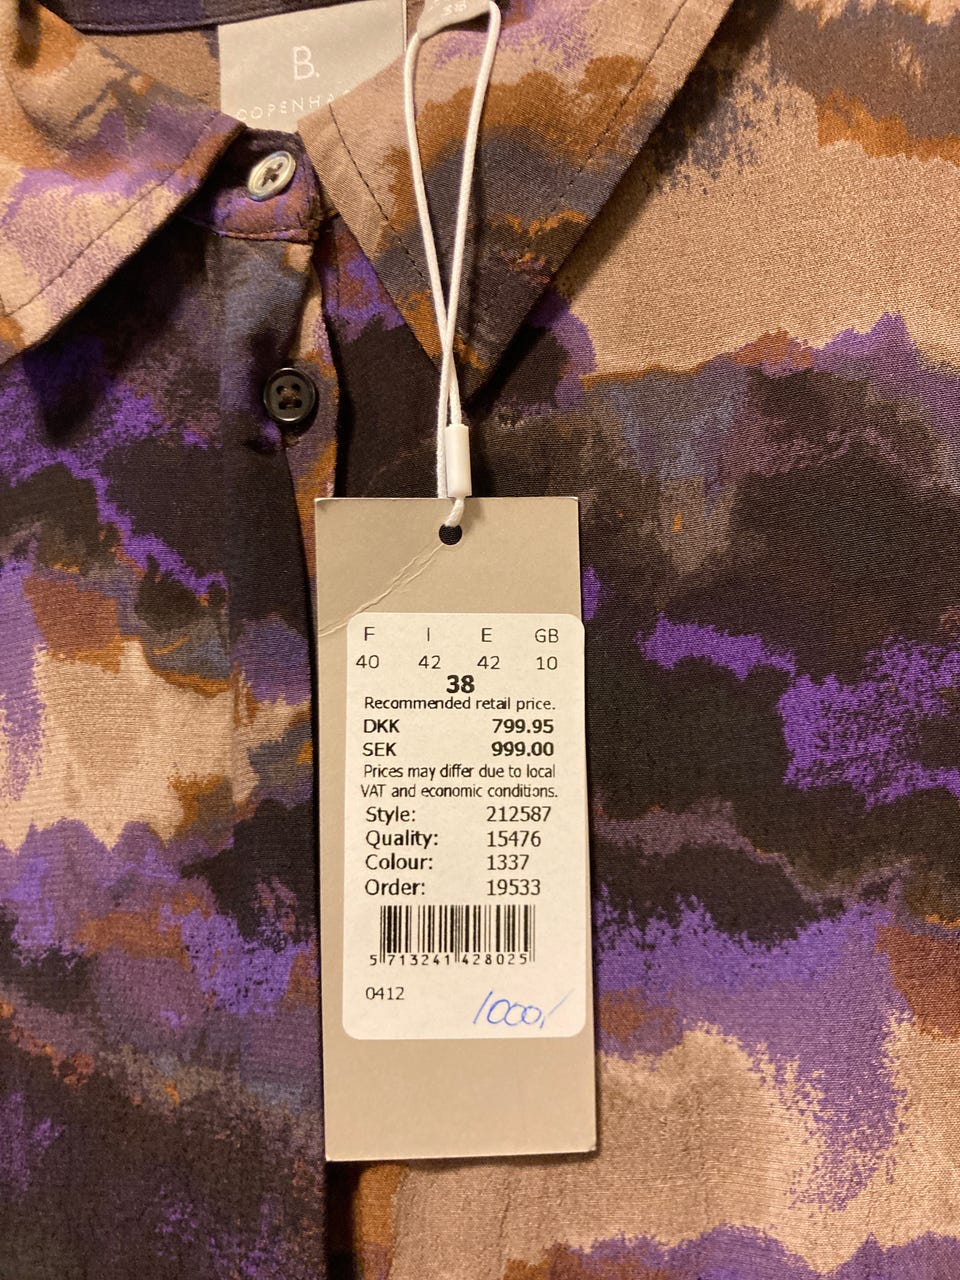 B.
COPENHA
F I E GB
40 42 42 10
38
Recommended retail price.
DKK 799.95
SEK 999.00
Prices may differ due to local
VAT and economic conditions.
Style: 212587
Quality: 15476
Colour: 1337
Order: 19533
5 713241 428025
0412
1000,/